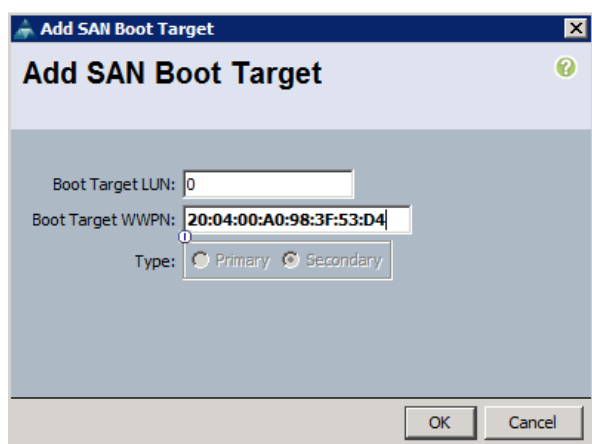 Add SAN Boot Target
Add SAN Boot Target
Boot Target LUN: 0
Boot Target WWPN: 20:04:00:A0:98:3F:53:D4
Type: Primary Secondary
OK Cancel